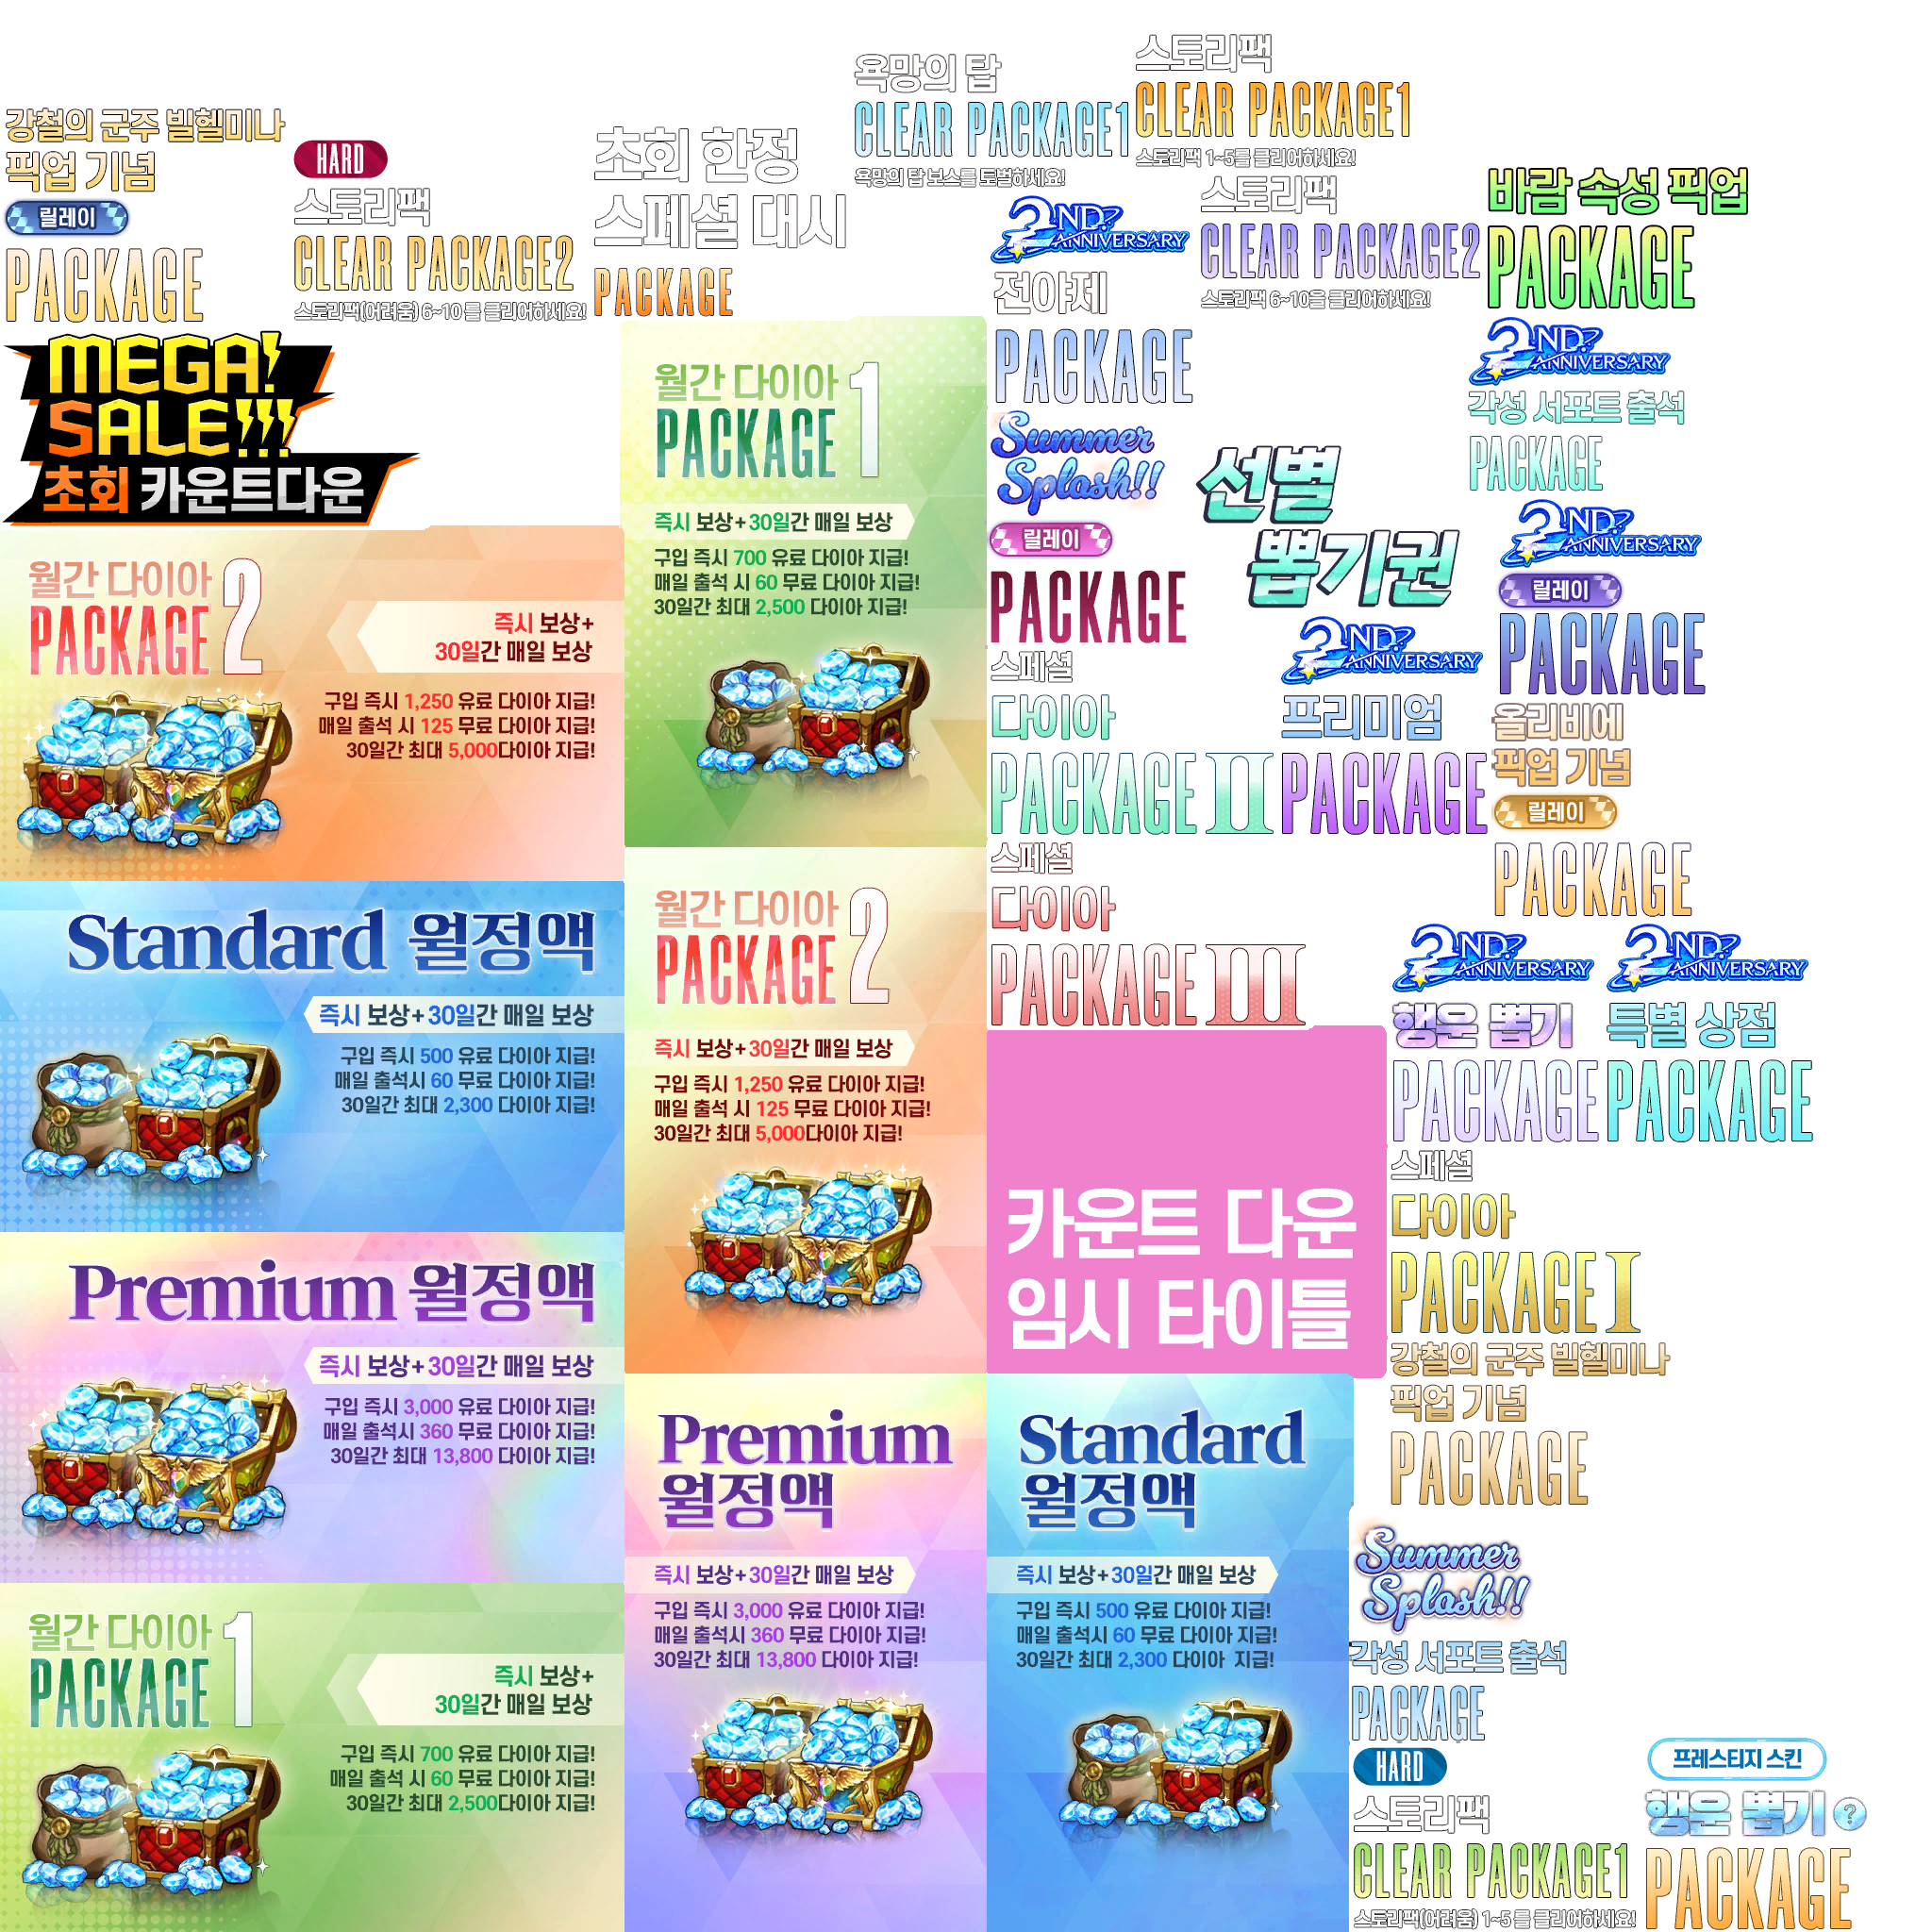 강철의 군주 빌헬미나
픽업 기념
릴레이
PACKAGE
HARD
스토리팩
CLEAR PACKAGE2
스토리팩(어려움) 6~10 를 클리어하세요!
초회 한정
스페셜 대시
PACKAGE
욕망의 탑
CLEAR PACKAGE1
욕망의 탑 보스를 토벌하세요!
스토리팩
CLEAR PACKAGE1
스토리팩 1~5를 클리어하세요!
2ND?
ANNIVERSARY
전야제
PACKAGE
스토리팩
CLEAR PACKAGE2
스토리팩 6~10을 클리어하세요!
바람 속성 픽업
PACKAGE
MEGA!
SALE!!!
초회 카운트다운
월간 다이아
PACKAGE 1
즉시 보상+30일간 매일 보상
구입 즉시 700 유료 다이아 지급!
매일 출석 시 60 무료 다이아 지급!
30일간 최대 2,500 다이아 지급!
2ND?
ANNIVERSARY
각성 서포트 출석
PACKAGE
Summer
Splash!!
릴레이
PACKAGE
선별
뽑기권
2ND?
ANNIVERSARY
릴레이
PACKAGE
월간 다이아
PACKAGE 2
즉시 보상+
30일간 매일 보상
구입 즉시 1,250 유료 다이아 지급!
매일 출석 시 125 무료 다이아 지급!
30일간 최대 5,000다이아 지급!
스페셜
다이아
PACKAGE II
2ND?
ANNIVERSARY
프리미엄
PACKAGE
올리비에
픽업 기념
릴레이
PACKAGE
스페셜
다이아
PACKAGE III
Standard 월정액
즉시 보상+30일간 매일 보상
구입 즉시 500 유료 다이아 지급!
매일 출석시 60 무료 다이아 지급!
30일간 최대 2,300 다이아 지급!
월간 다이아
PACKAGE 2
즉시 보상+30일간 매일 보상
구입 즉시 1,250 유료 다이아 지급!
매일 출석 시 125 무료 다이아 지급!
30일간 최대 5,000다이아 지급!
2ND?
ANNIVERSARY
행운 뽑기
PACKAGE
2ND?
ANNIVERSARY
특별 상점
PACKAGE
카운트 다운
임시 타이틀
스페셜
다이아
PACKAGE I
강철의 군주 빌헬미나
픽업 기념
PACKAGE
Premium 월정액
즉시 보상+30일간 매일 보상
구입 즉시 3,000 유료 다이아 지급!
매일 출석시 360 무료 다이아 지급!
30일간 최대 13,800 다이아 지급!
Premium
월정액
즉시 보상+30일간 매일 보상
구입 즉시 3,000 유료 다이아 지급!
매일 출석시 360 무료 다이아 지급!
30일간 최대 13,800 다이아 지급!
Standard
월정액
즉시 보상+30일간 매일 보상
구입 즉시 500 유료 다이아 지급!
매일 출석시 60 무료 다이아 지급!
30일간 최대 2,300 다이아 지급!
Summer
Splash!!
각성 서포트 출석
PACKAGE
월간 다이아
PACKAGE 1
즉시 보상+
30일간 매일 보상
구입 즉시 700 유료 다이아 지급!
매일 출석 시 60 무료 다이아 지급!
30일간 최대 2,500다이아 지급!
HARD
스토리팩
CLEAR PACKAGE1
스토리팩(어려움) 1~5 를 클리어하세요!
프레스티지 스킨
행운 뽑기 ?
PACKAGE